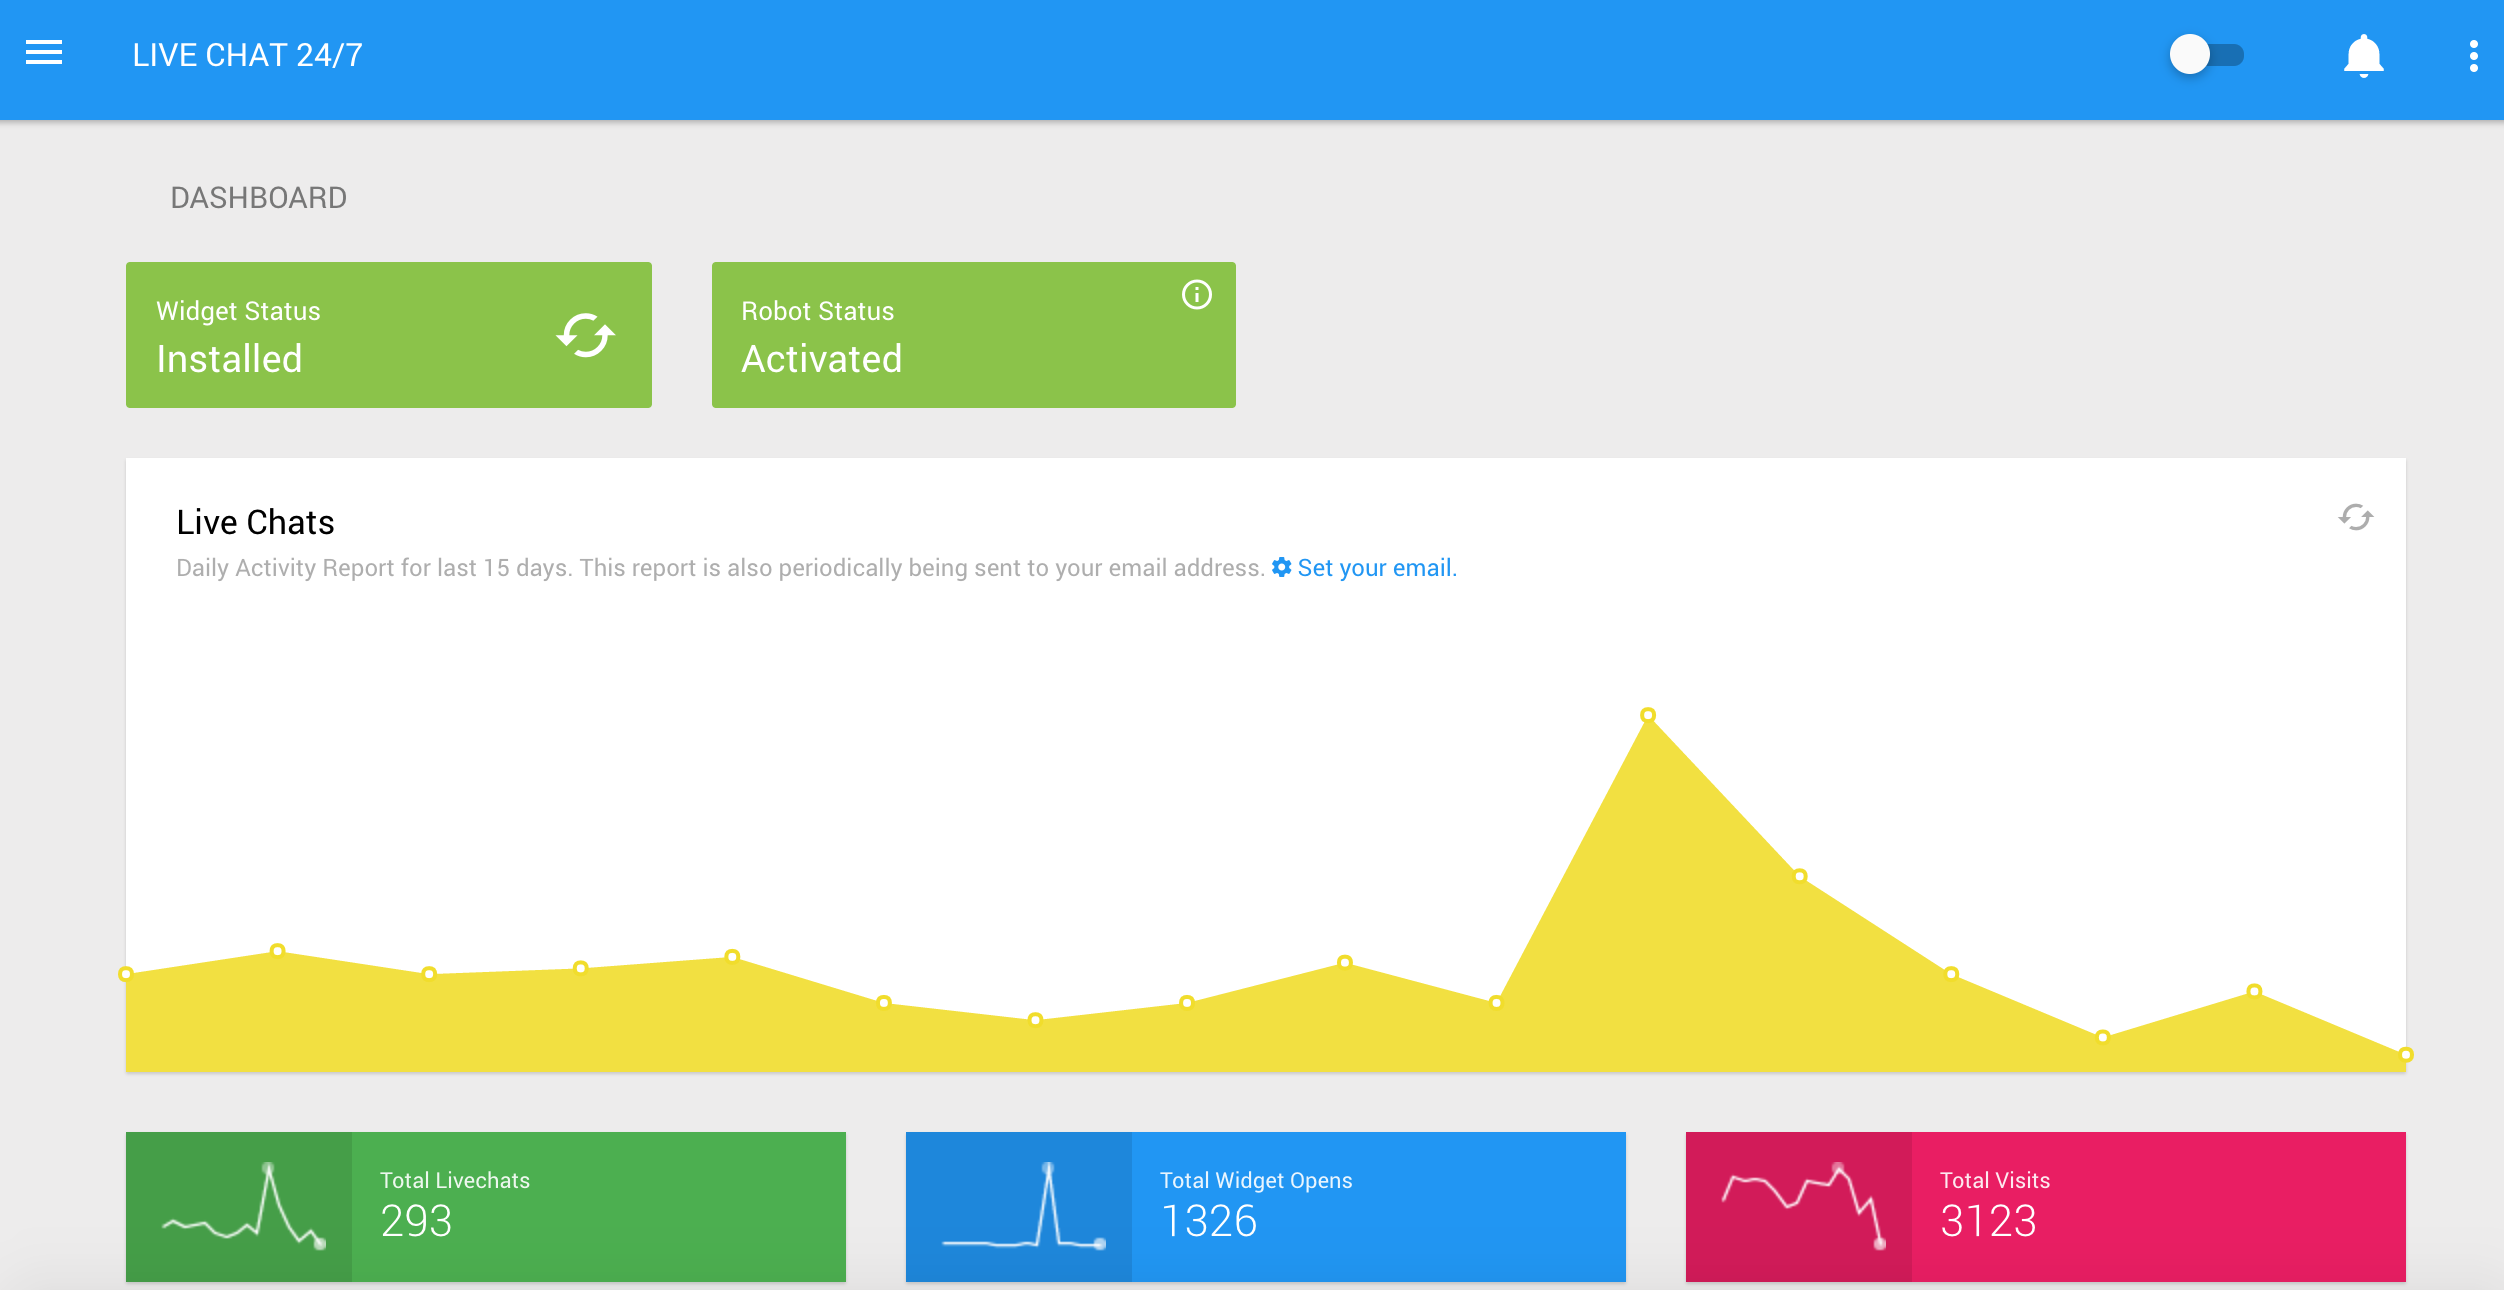 LIVE CHAT 24/7
DASHBOARD
Widget Status
Installed
Robot Status
Activated
Live Chats
Daily Activity Report for last 15 days. This report is also periodically being sent to your email address. Set your email.
Total Livechats
293
Total Widget Opens
1326
Total Visits
3123